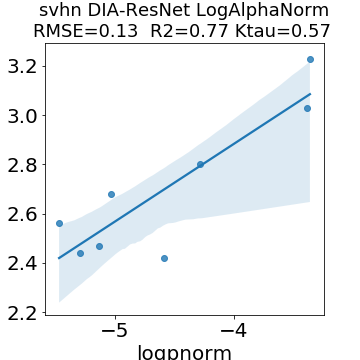 svhn DIA-ResNet LogAlphaNorm
RMSE=0.13 R2=0.77 Ktau=0.57
3.2
3.0
2.8
2.6
2.4
2.2
−5
−4
logpnorm